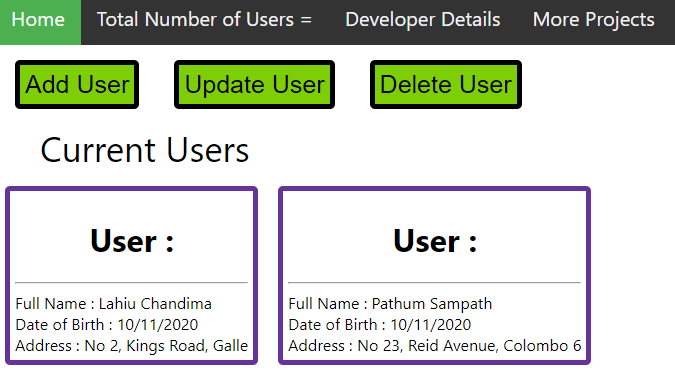 Home Total Number of Users = Developer Details More Projects
Add User Update User Delete User
Current Users
User :
Full Name : Lahiu Chandima
Date of Birth : 10/11/2020
Address : No 2, Kings Road, Galle
User :
Full Name : Pathum Sampath
Date of Birth : 10/11/2020
Address : No 23, Reid Avenue, Colombo 6